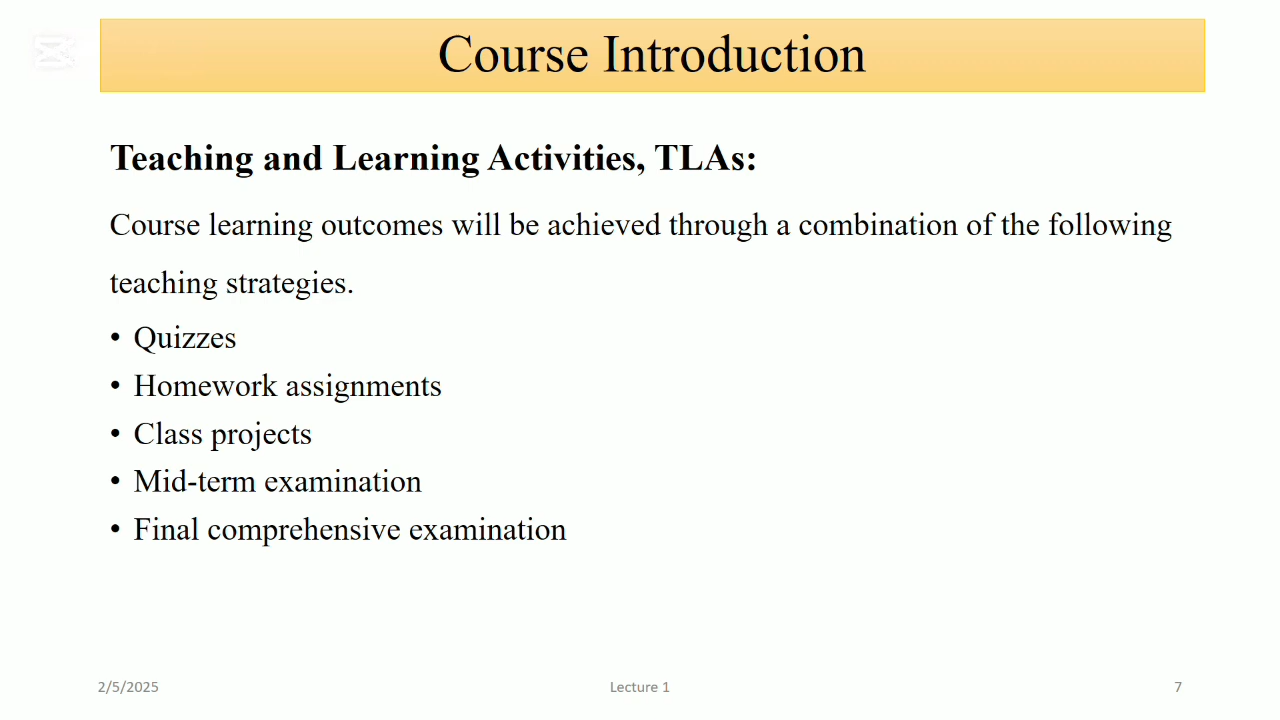 Course Introduction
Teaching and Learning Activities, TLAs:
Course learning outcomes will be achieved through a combination of the following
teaching strategies.
• Quizzes
• Homework assignments
• Class projects
• Mid-term examination
• Final comprehensive examination
2/5/2025
Lecture 1
7